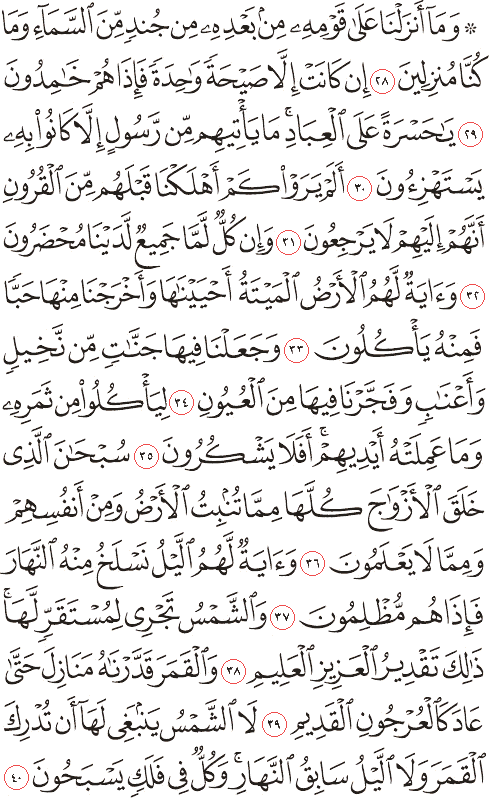 * وَمَآ أَنزَلۡنَا عَلَىٰ قَوۡمِهِۦ مِنۢ بَعۡدِهِۦ مِن جُندٖ مِّنَ ٱلسَّمَآءِ وَمَا
كُنَّا مُنزِلِينَ ٢٨ إِن كَانَتۡ إِلَّا صَيۡحَةٗ وَٰحِدَةٗ فَإِذَا هُمۡ خَٰمِدُونَ
٢٩ يَٰحَسۡرَةً عَلَى ٱلۡعِبَادِۚ مَا يَأۡتِيهِم مِّن رَّسُولٍ إِلَّا كَانُواْ بِهِۦ
يَسۡتَهۡزِءُونَ ٣٠ أَلَمۡ يَرَوۡاْ كَمۡ أَهۡلَكۡنَا قَبۡلَهُم مِّنَ ٱلۡقُرُونِ
أَنَّهُمۡ إِلَيۡهِمۡ لَا يَرۡجِعُونَ ٣١ وَإِن كُلّٞ لَّمَّا جَمِيعٞ لَّدَيۡنَا مُحۡضَرُونَ
٣٢ وَءَايَةٞ لَّهُمُ ٱلۡأَرۡضُ ٱلۡمَيۡتَةُ أَحۡيَيۡنَٰهَا وَأَخۡرَجۡنَا مِنۡهَا حَبّٗا
فَمِنۡهُ يَأۡكُلُونَ ٣٣ وَجَعَلۡنَا فِيهَا جَنَّٰتٖ مِّن نَّخِيلٖ
وَأَعۡنَٰبٖ وَفَجَّرۡنَا فِيهَا مِنَ ٱلۡعُيُونِ ٣٤ لِيَأۡكُلُواْ مِن ثَمَرِهِۦ
وَمَا عَمِلَتۡهُ أَيۡدِيهِمۡۚ أَفَلَا يَشۡكُرُونَ ٣٥ سُبۡحَٰنَ ٱلَّذِي
خَلَقَ ٱلۡأَزۡوَٰجَ كُلَّهَا مِمَّا تُنۢبِتُ ٱلۡأَرۡضُ وَمِنۡ أَنفُسِهِمۡ
وَمِمَّا لَا يَعۡلَمُونَ ٣٦ وَءَايَةٞ لَّهُمُ ٱلَّيۡلُ نَسۡلَخُ مِنۡهُ ٱلنَّهَارَ
فَإِذَا هُم مُّظۡلِمُونَ ٣٧ وَٱلشَّمۡسُ تَجۡرِي لِمُسۡتَقَرّٖ لَّهَاۚ
ذَٰلِكَ تَقۡدِيرُ ٱلۡعَزِيزِ ٱلۡعَلِيمِ ٣٨ وَٱلۡقَمَرَ قَدَّرۡنَٰهُ مَنَازِلَ حَتَّىٰ
عَادَ كَٱلۡعُرۡجُونِ ٱلۡقَدِيمِ ٣٩ لَا ٱلشَّمۡسُ يَنۢبَغِي لَهَآ أَن تُدۡرِكَ
ٱلۡقَمَرَ وَلَا ٱلَّيۡلُ سَابِقُ ٱلنَّهَارِۚ وَكُلّٞ فِي فَلَكٖ يَسۡبَحُونَ ٤٠